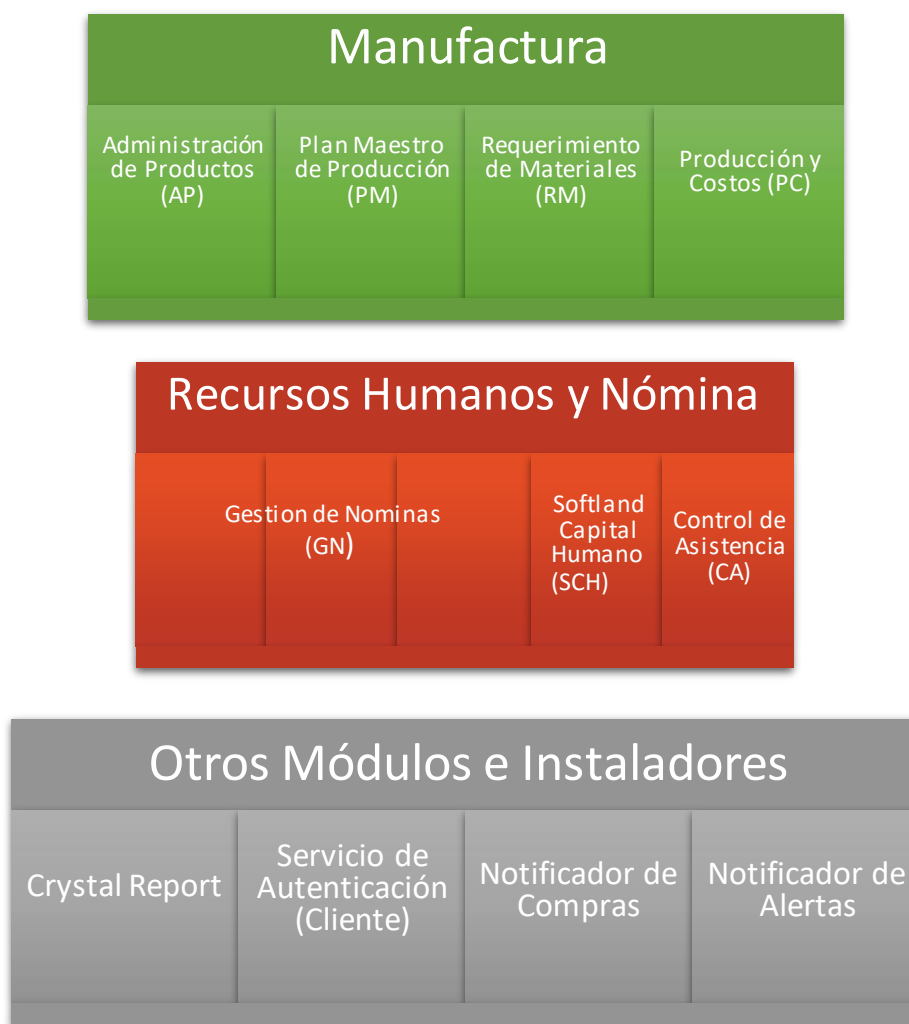 Manufactura
Administración
de Productos
(AP)
Plan Maestro
de Producción
(PM)
Requerimiento
de Materiales
(RM)
Producción y
Costos (PC)
Recursos Humanos y Nómina
Gestion de Nominas
(GN)
Softland
Capital
Humano
(SCH)
Control de
Asistencia
(CA)
Otros Módulos e Instaladores
Crystal Report
Servicio de
Autenticación
(Cliente)
Notificador de
Compras
Notificador de
Alertas